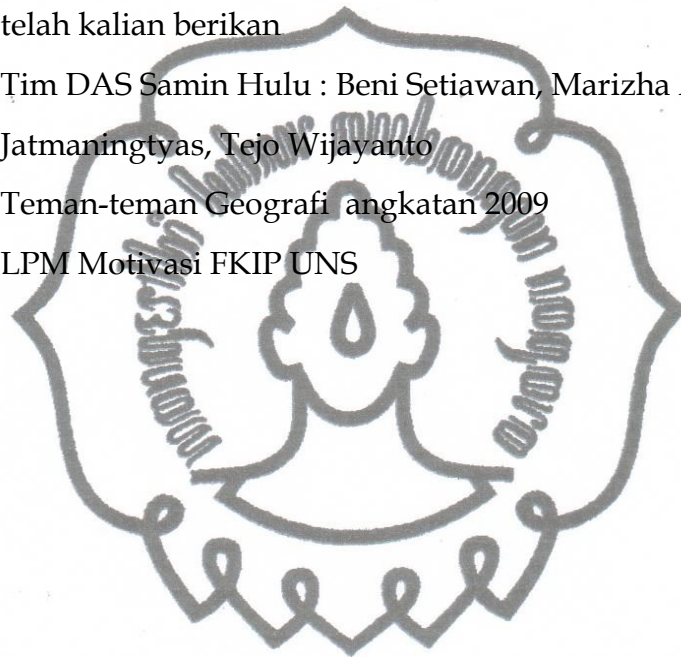 telah kalian berikan
Tim DAS Samin Hulu : Beni Setiawan, Marizha
Jatmaningtyas, Tejo Wijayanto
Teman-teman Geografi angkatan 2009
LPM Motivasi FKIP UNS